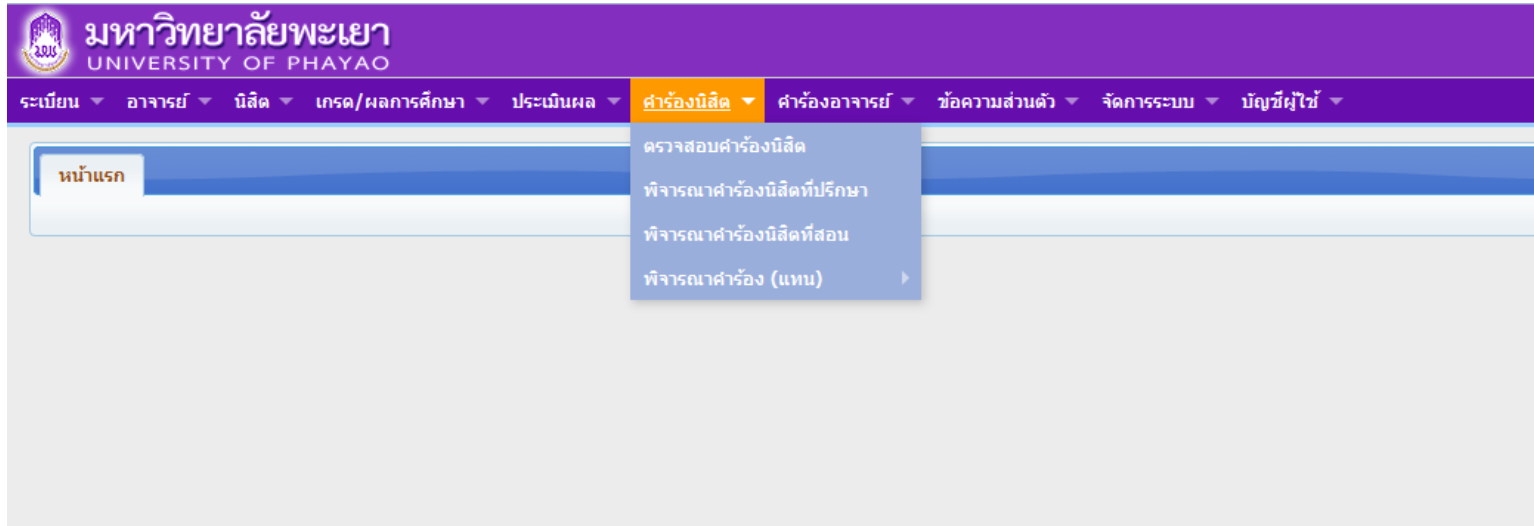 มหาวิทยาลัยพะเยา
UNIVERSITY OF PHAYAO
ระเบียน อาจารย์ นิสิต เกรด/ผลการศึกษา ประเมินผล คำร้องนิสิต คำร้องอาจารย์ ข้อความส่วนตัว จัดการระบบ บัญชีผู้ใช้
หน้าแรก
ตรวจสอบคำร้องนิสิต
พิจารณาคำร้องนิสิตที่ปรึกษา
พิจารณาคำร้องนิสิตที่สอน
พิจารณาคำร้อง (แทน)